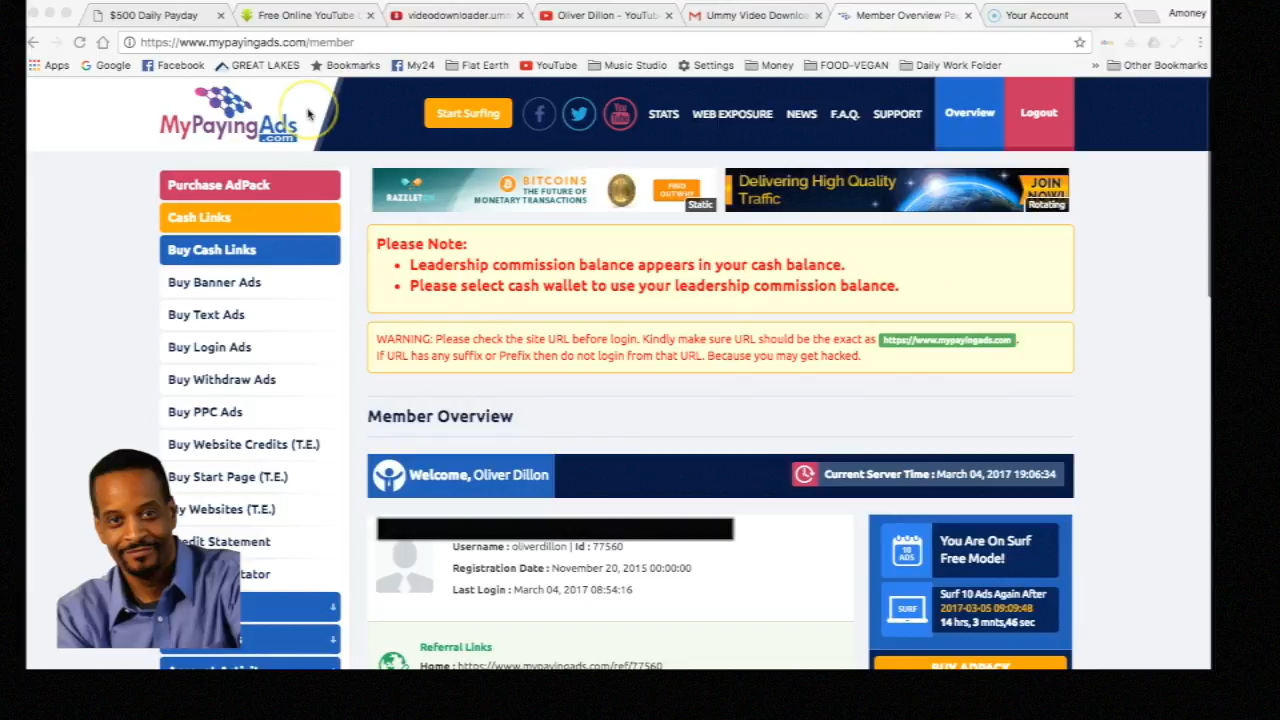 $500 Daily Payday
Free Online YouTube
videodownloader.umm
Oliver Dillon - YouTub
Ummy Video Downlo
Member Overview Pa
Your Account
Amoney
https://www.mypayingads.com/member
Apps
Google
Facebook
GREAT LAKES
Bookmarks
My24
Flat Earth
YouTube
Music Studio
Settings
Money
FOOD-VEGAN
Daily Work Folder
»
Other Bookmarks
MyPayingAds
.com
Start Surfing
STATS
WEB EXPOSURE
NEWS
F.A.Q.
SUPPORT
Overview
Logout
Purchase AdPack
Cash Links
Buy Cash Links
Buy Banner Ads
Buy Text Ads
Buy Login Ads
Buy Withdraw Ads
Buy PPC Ads
Buy Website Credits (T.E.)
Buy Start Page (T.E.)
y Websites (T.E.)
edit Statement
tator
BITCOINS
THE FUTURE OF
MONETARY TRANSACTIONS
Static
Delivering High Quality
Traffic
JOIN
NOW!
Rotating
Please Note:
• Leadership commission balance appears in your cash balance.
• Please select cash wallet to use your leadership commission balance.
WARNING: Please check the site URL before login. Kindly make sure URL should be the exact as https://www.mypayingads.com .
If URL has any suffix or Prefix then do not login from that URL. Because you may get hacked.
Member Overview
Welcome, Oliver Dillon
Current Server Time : March 04, 2017 19:06:34
Username : oliverdillon | Id : 77560
Registration Date : November 20, 2015 00:00:00
Last Login : March 04, 2017 08:54:16
Referral Links
Home : https://www.mypayingads.com/ref/77560
10
ADS
You Are On Surf
Free Mode!
SURF
Surf 10 Ads Again After
2017-03-05 09:09:48
14 hrs, 3 mnts,46 sec
BUY ADPACK